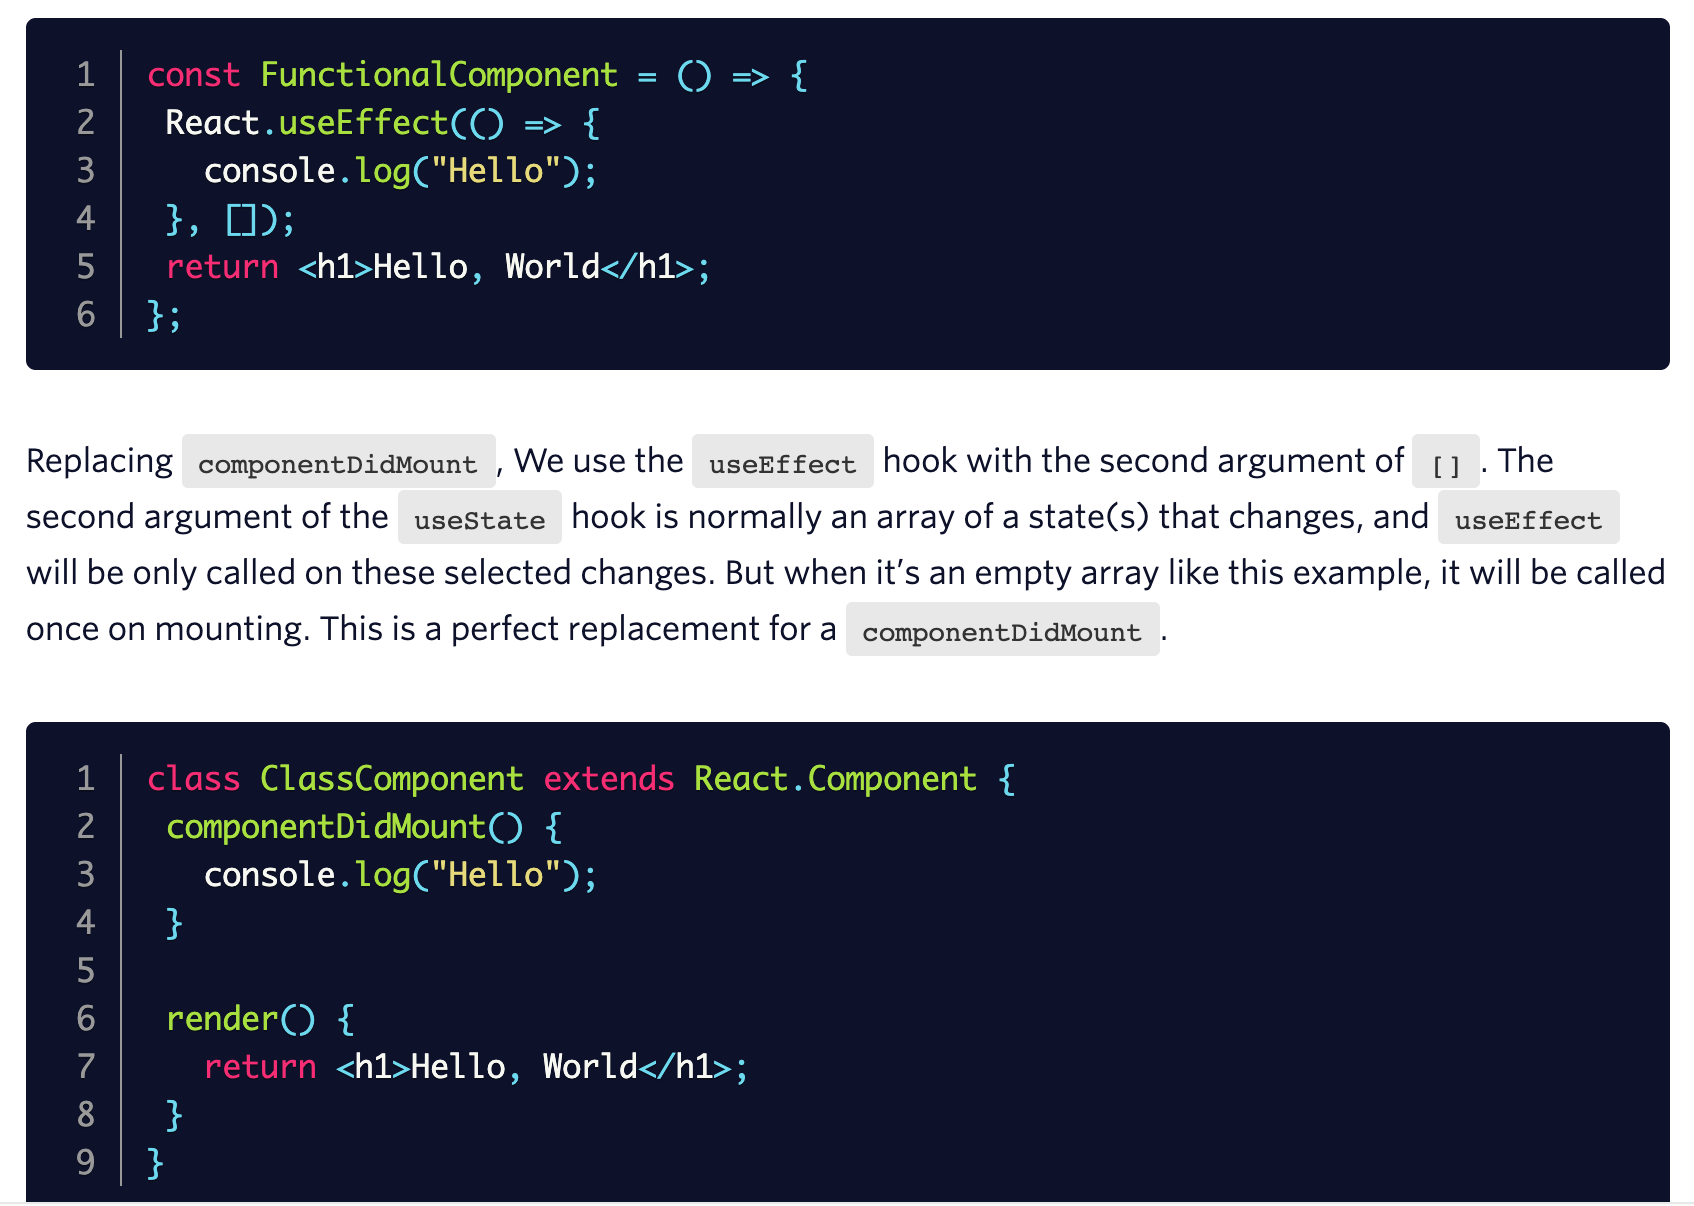 1 const FunctionalComponent = () => {
2 React.useEffect(() => {
3 console.log("Hello");
4 }, []);
5 return <h1>Hello, World</h1>;
6 };
Replacing componentDidMount, We use the useEffect hook with the second argument of []. The
second argument of the useState hook is normally an array of a state(s) that changes, and useEffect
will be only called on these selected changes. But when it’s an empty array like this example, it will be called
once on mounting. This is a perfect replacement for a componentDidMount.
1 class ClassComponent extends React.Component {
2 componentDidMount() {
3 console.log("Hello");
4 }
5
6 render() {
7 return <h1>Hello, World</h1>;
8 }
9 }